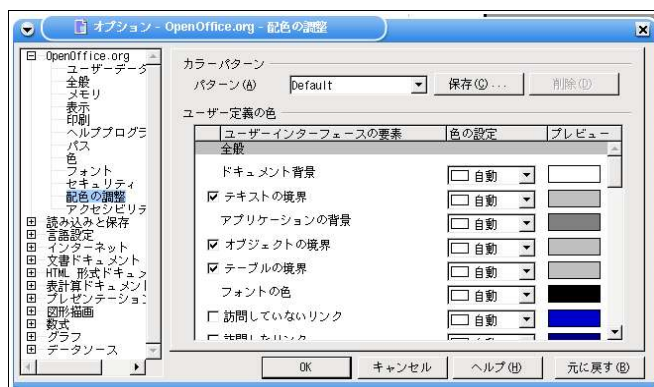 オプション - OpenOffice.org - 配色の調整
OpenOffice.org
ユーザーデータ
全般
メモリ
表示
印刷
ヘルププログラ
パス
色
フォント
セキュリティ
配色の調整
アクセシビリテ
読み込みと保存
言語設定
インターネット
文書ドキュメント
HTML 形式ドキュメ
表計算ドキュメント
プレゼンテーション
図形描画
数式
グラフ
データソース
カラーパターン
パターン(A) Default 保存(C)... 削除(D)
ユーザー定義の色
ユーザーインターフェースの要素 色の設定 プレビュー
全般
ドキュメント背景 自動
テキストの境界 自動
アプリケーションの背景 自動
オブジェクトの境界 自動
テーブルの境界 自動
フォントの色 自動
訪問していないリンク 自動
訪問したリンク
OK キャンセル ヘルプ(H) 元に戻す(B)